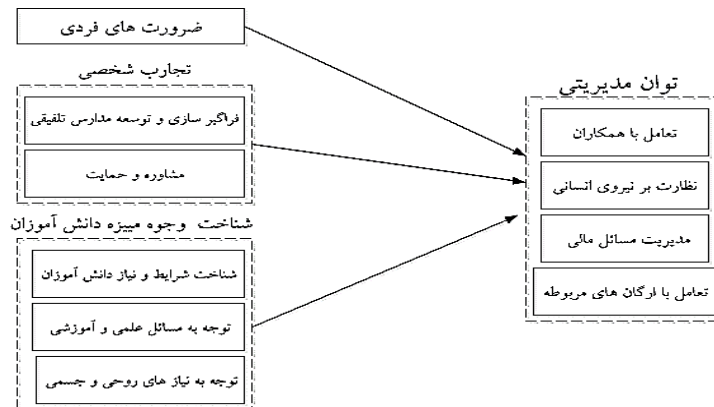 ضرورت های فردی
تجارب شخصی
فراگیر سازی و توسعه مدارس تلفیقی
مشاوره و حمایت
شناخت وجوه ممیزه دانش آموزان
شناخت شرایط و نیاز دانش آموزان
توجه به مسائل علمی و آموزشی
توجه به نیاز های روحی و جسمی
توان مدیریتی
تعامل با همکاران
نظارت بر نیروی انسانی
مدیریت مسائل مالی
تعامل با ارگان های مربوطه